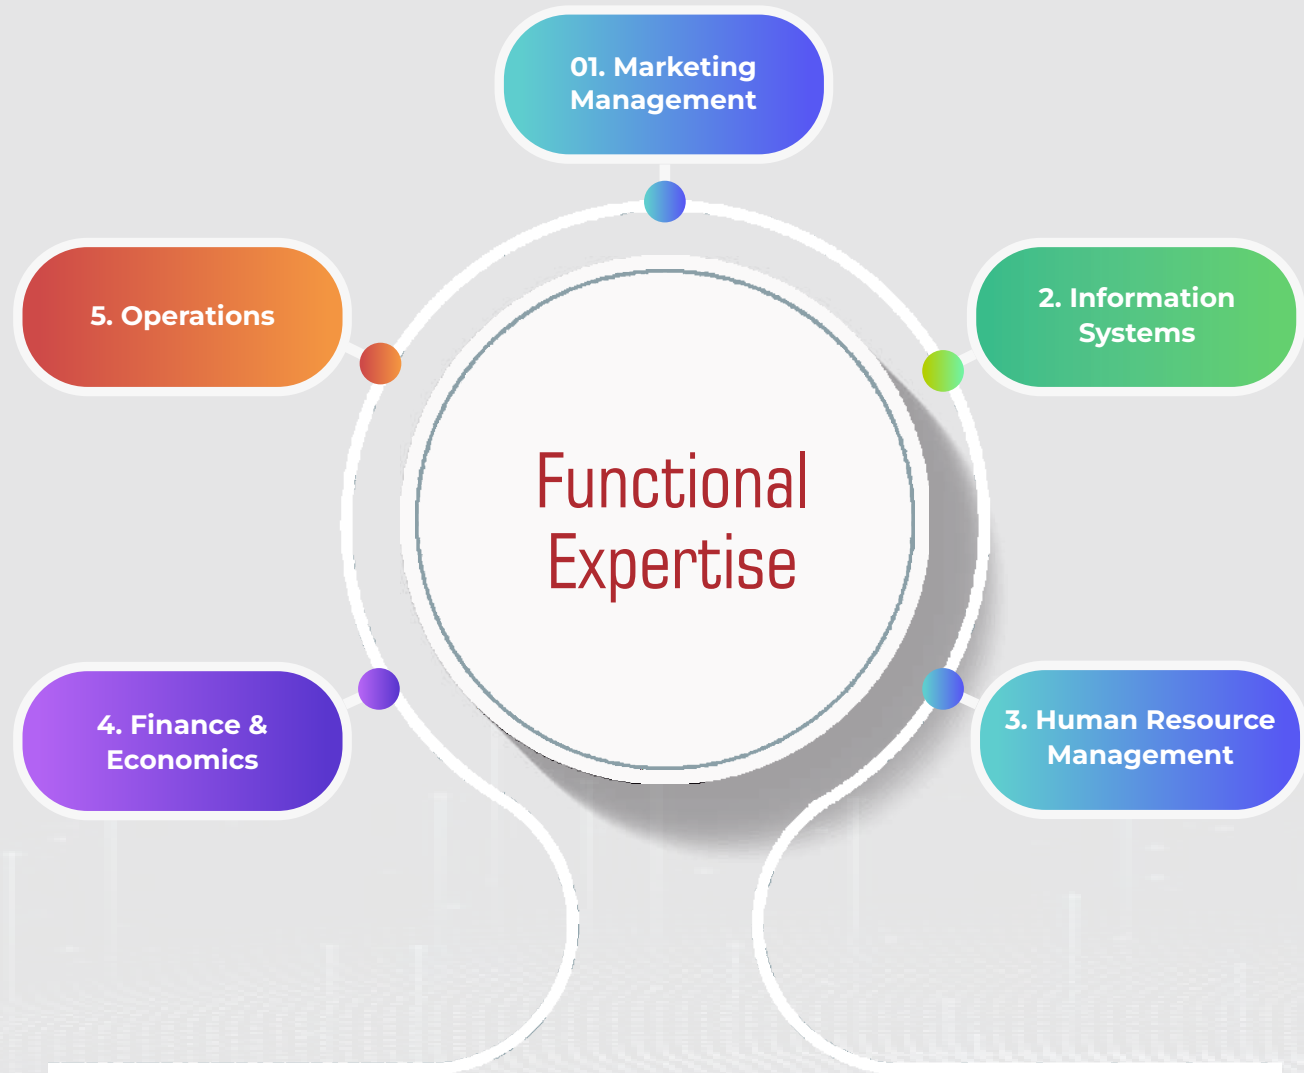 01. Marketing
Management
2. Information
Systems
3. Human Resource
Management
4. Finance &
Economics
5. Operations
Functional
Expertise